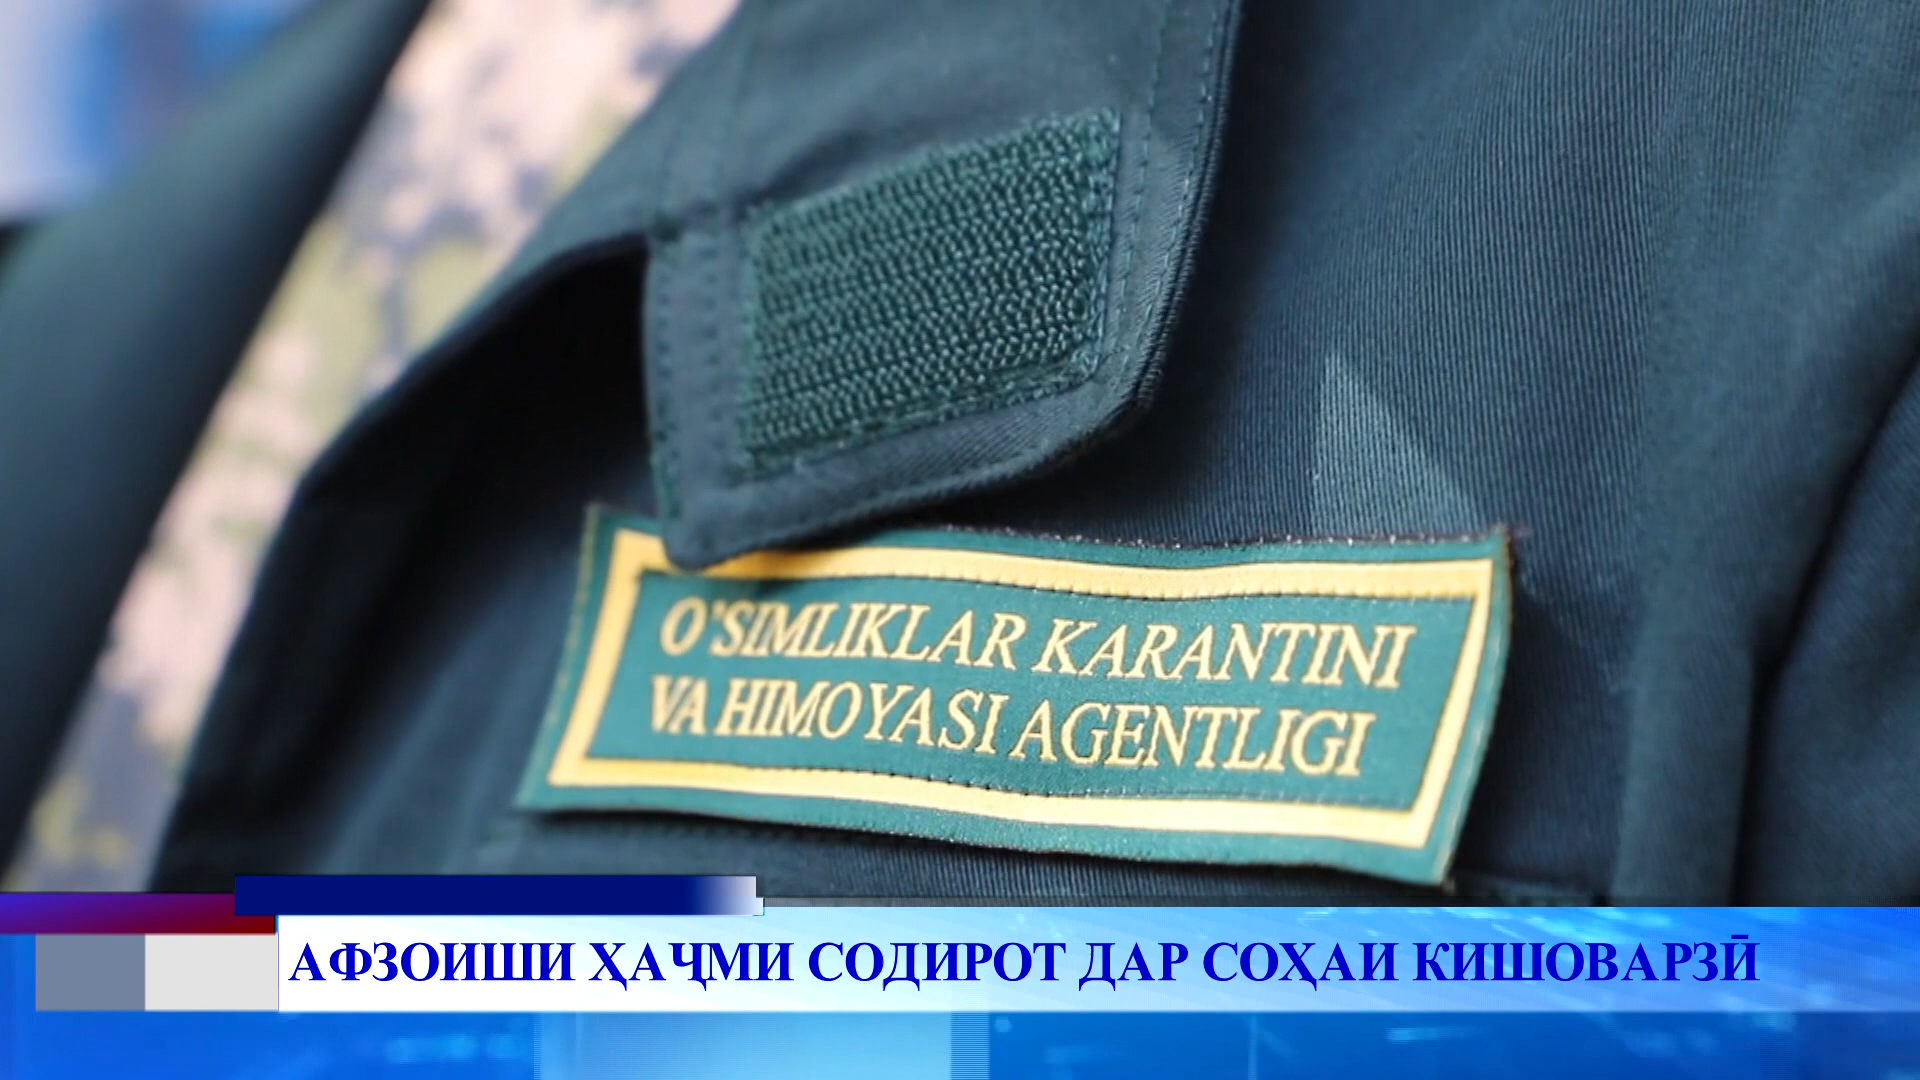 O'SIMLIKLAR KARANTINI
VA HIMOYASI AGENTLIGI
АФЗОИШИ ҲАҶМИ СОДИРОТ ДАР СОҲАИ КИШОВАРЗӢ